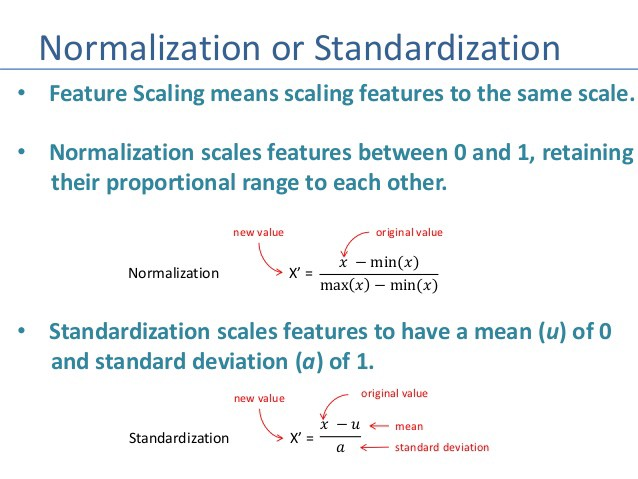 Normalization or Standardization
• Feature Scaling means scaling features to the same scale.
• Normalization scales features between 0 and 1, retaining
their proportional range to each other.
new value
original value
Normalization X’ = (x − min(x)) / (max(x) − min(x))
• Standardization scales features to have a mean (u) of 0
and standard deviation (a) of 1.
new value
original value
Standardization X’ = (x − u) / a
mean
standard deviation